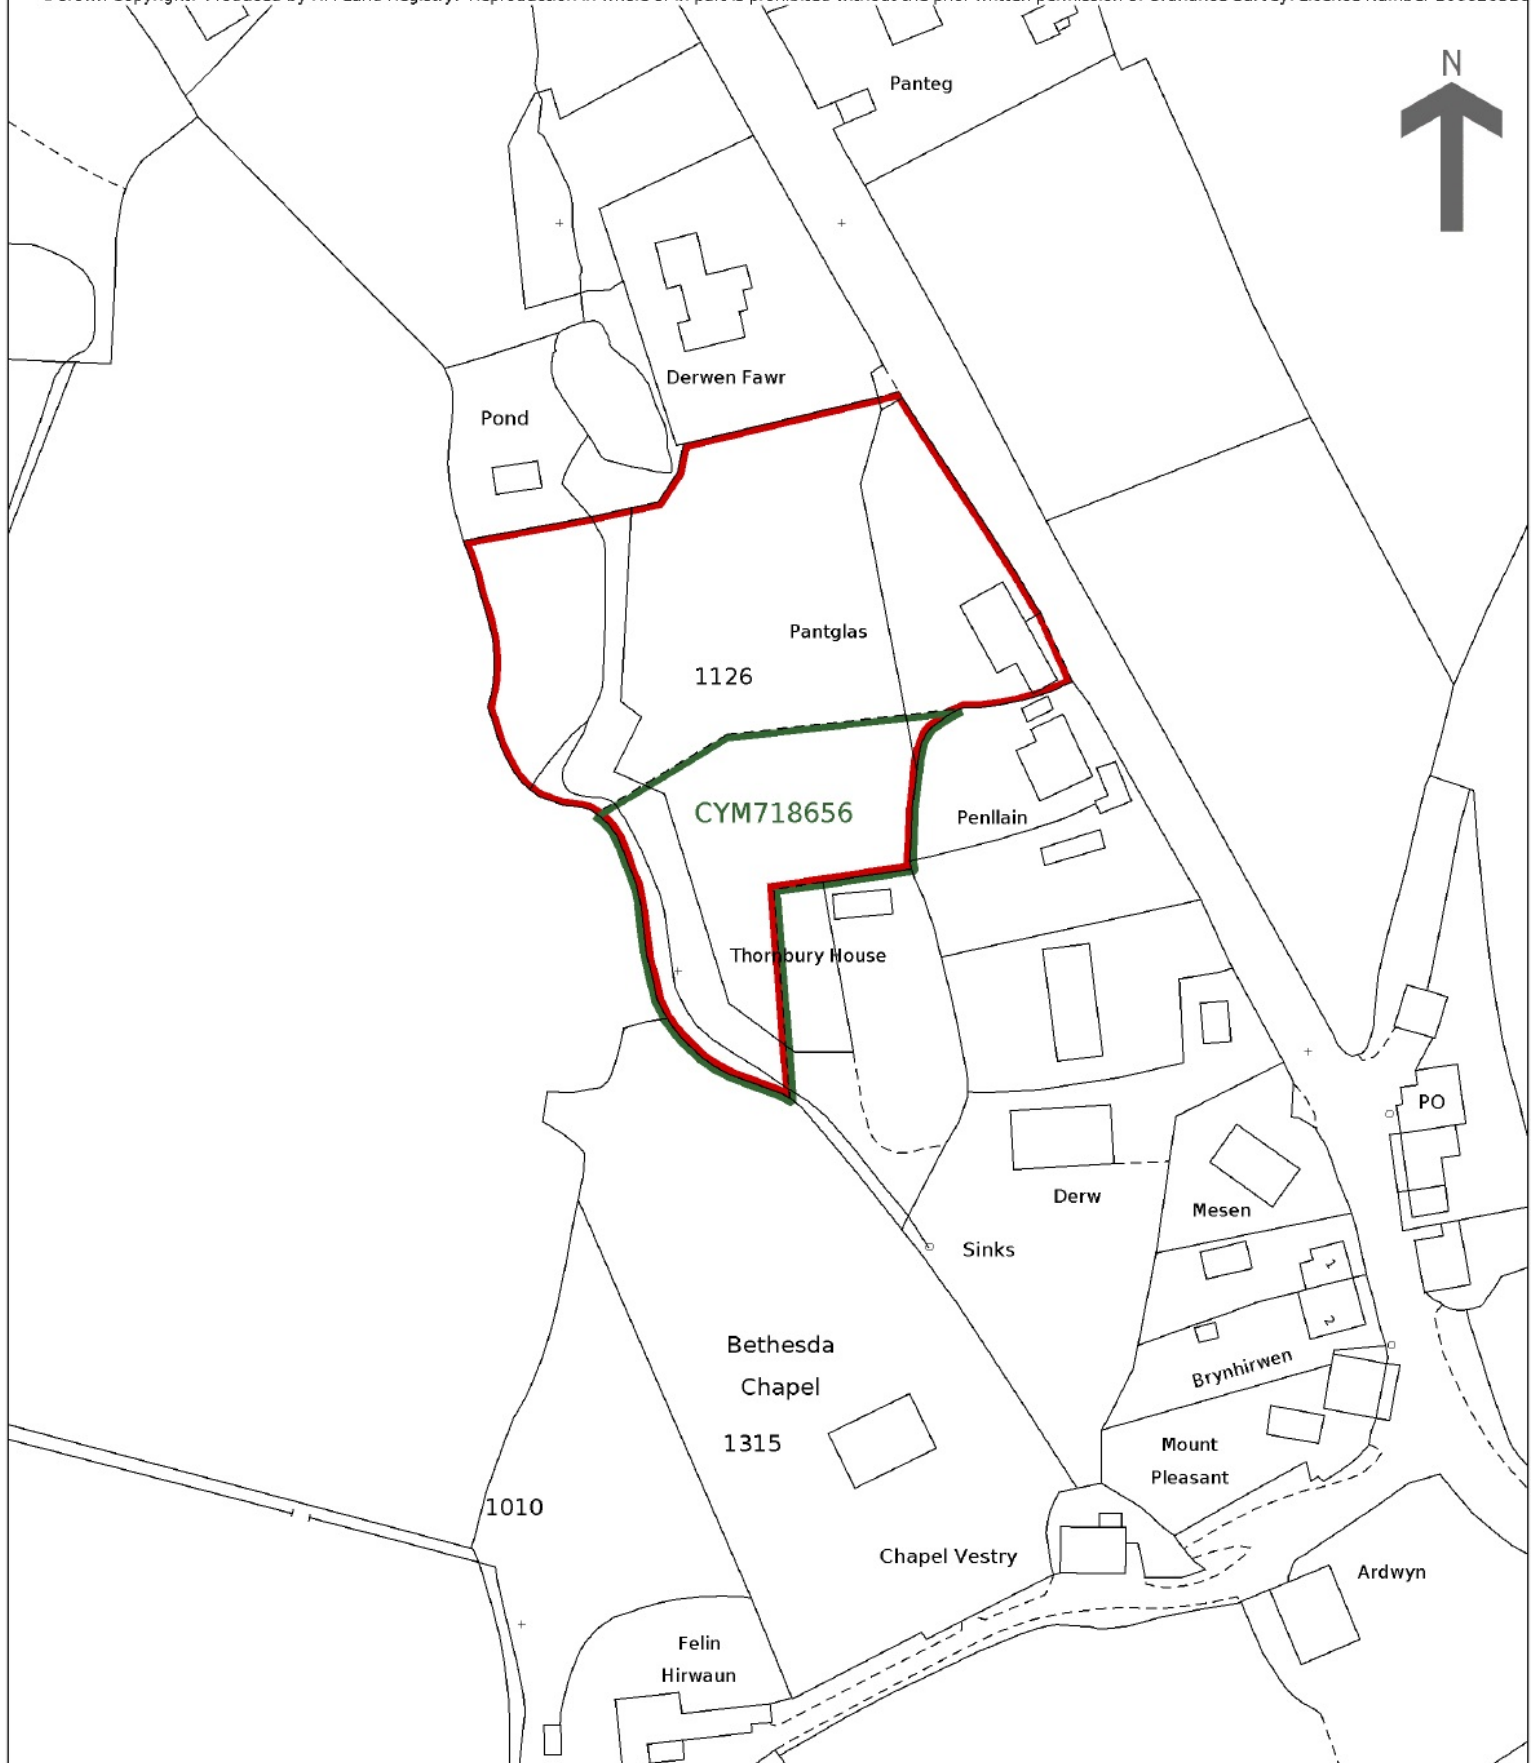 N
Panteg
Derwen Fawr
Pond
Pantglas
1126
CYM718656
Penllain
Thornbury House
PO
Derw
Mesen
Sinks
1
2
Bethesda
Chapel
Brynhirwen
1315
Mount
Pleasant
1010
Chapel Vestry
Ardwyn
Felin
Hirwaun